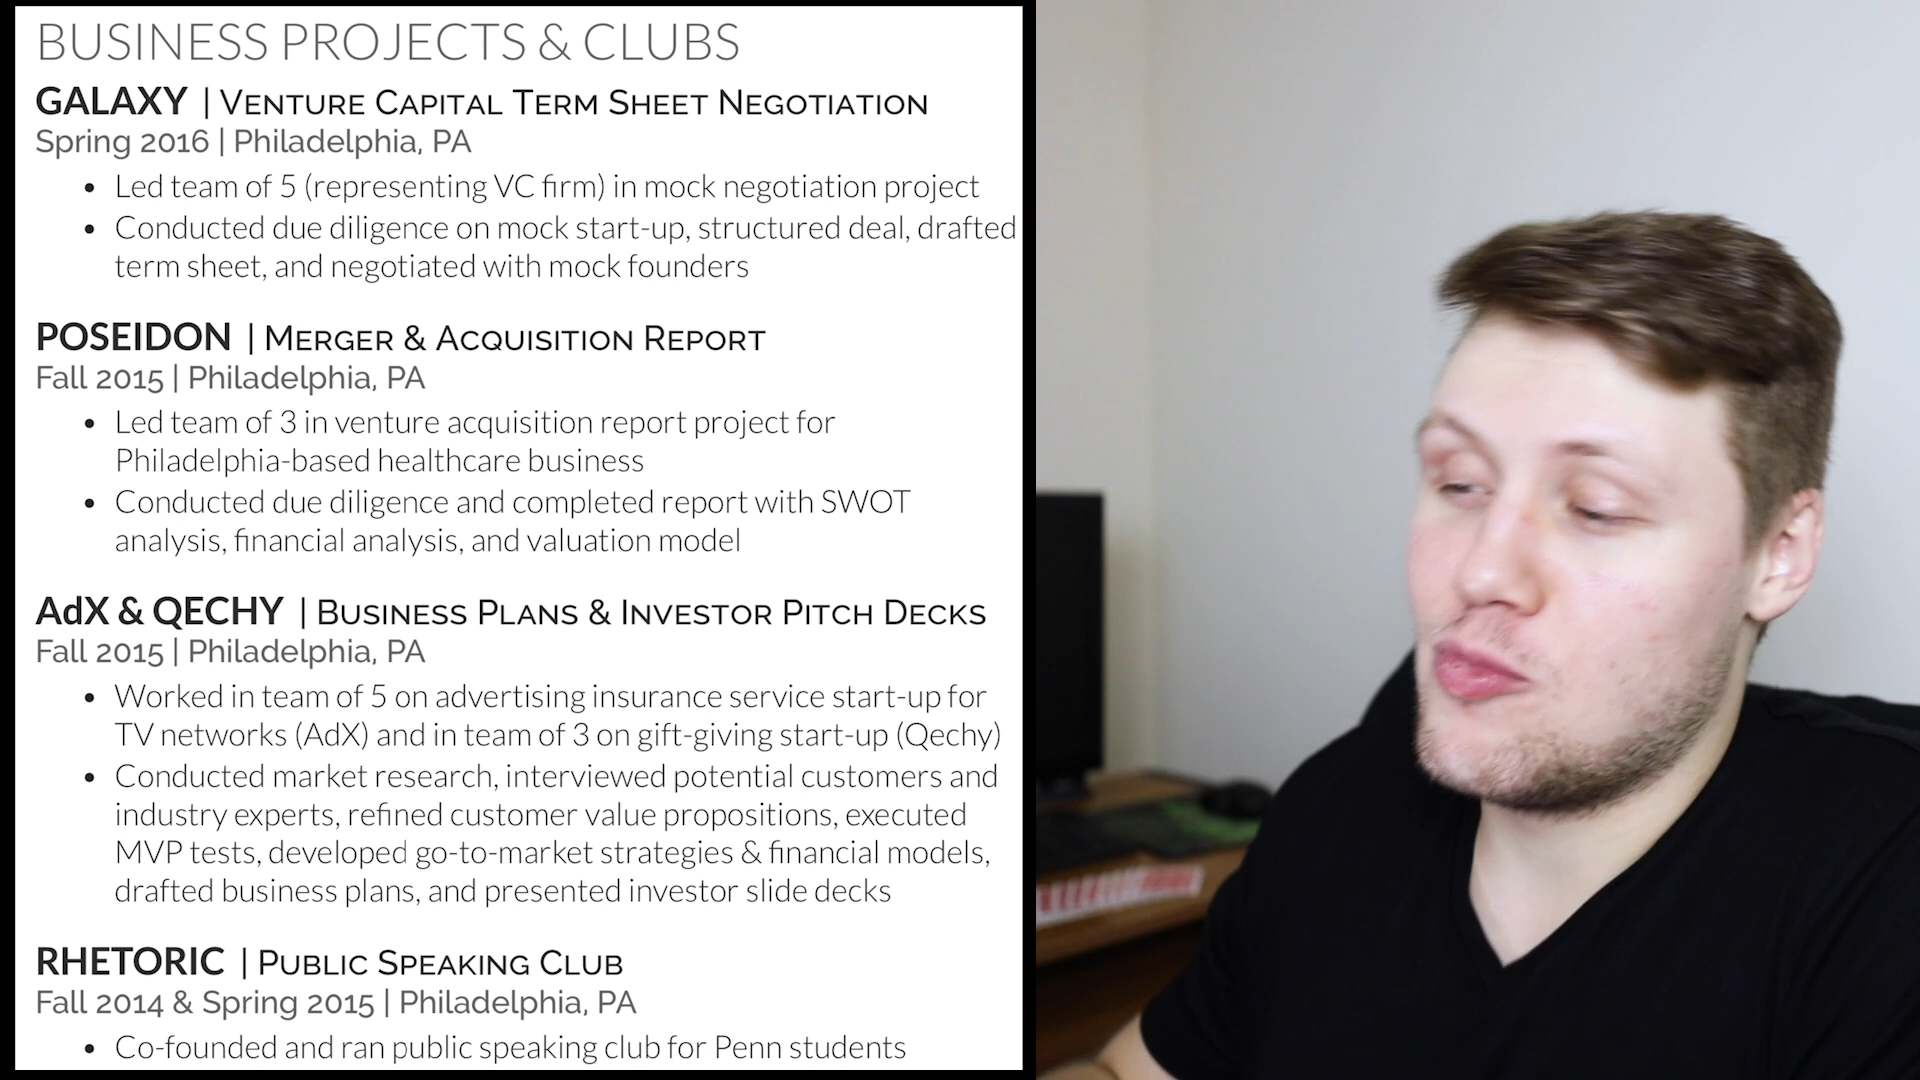 BUSINESS PROJECTS & CLUBS
GALAXY | VENTURE CAPITAL TERM SHEET NEGOTIATION
Spring 2016 | Philadelphia, PA
• Led team of 5 (representing VC firm) in mock negotiation project
• Conducted due diligence on mock start-up, structured deal, drafted
term sheet, and negotiated with mock founders
POSEIDON | MERGER & ACQUISITION REPORT
Fall 2015 | Philadelphia, PA
• Led team of 3 in venture acquisition report project for
Philadelphia-based healthcare business
• Conducted due diligence and completed report with SWOT
analysis, financial analysis, and valuation model
AdX & QECHY | BUSINESS PLANS & INVESTOR PITCH DECKS
Fall 2015 | Philadelphia, PA
• Worked in team of 5 on advertising insurance service start-up for
TV networks (AdX) and in team of 3 on gift-giving start-up (Qechy)
• Conducted market research, interviewed potential customers and
industry experts, refined customer value propositions, executed
MVP tests, developed go-to-market strategies & financial models,
drafted business plans, and presented investor slide decks
RHETORIC | PUBLIC SPEAKING CLUB
Fall 2014 & Spring 2015 | Philadelphia, PA
• Co-founded and ran public speaking club for Penn students